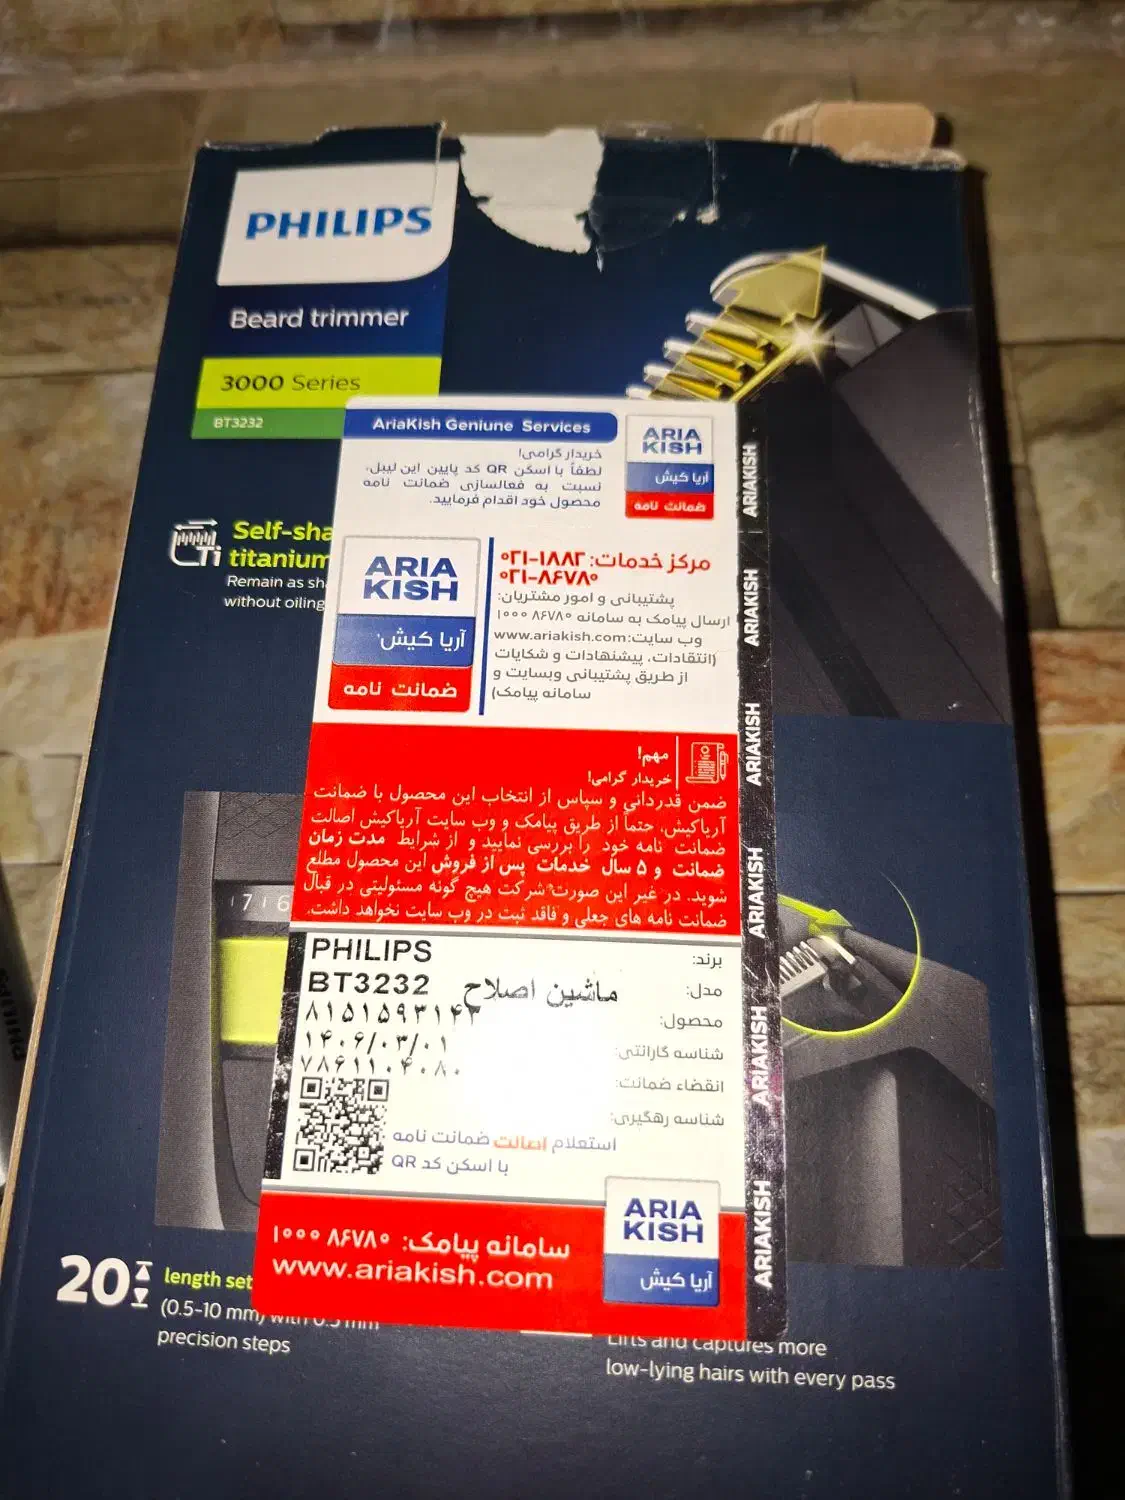 PHILIPS
Beard trimmer
3000 Series
BT3232
Self-sha
titanium
Remain as sh
without oiling
AriaKish Geniune Services
ARIA
KISH
آریا کیش
ضمانت نامه
خریدار گرامی!
لطفاً با اسکن QR کد پایین این لیبل،
نسبت به فعالسازی ضمانت نامه
محصول خود اقدام فرمایید.
ARIA
KISH
آریا کیش
ضمانت نامه
مرکز خدمات: ۱۸۸۲-۰۲۱
۰۲۱-۸۶۷۸۰
پشتیبانی و امور مشتریان:
ارسال پیامک به سامانه ۸۶۷۸۰ ۱۰۰۰
وب سایت: www.ariakish.com
(انتقادات، پیشنهادات و شکایات
از طریق پشتیبانی وبسایت و
سامانه پیامک)
مهم!
خریدار گرامی!
ضمن قدردانی و سپاس از انتخاب این محصول با ضمانت
آریاکیش، حتماً از طریق پیامک و وب سایت آریاکیش اصالت
ضمانت نامه خود را بررسی نمایید و از شرایط مدت زمان
ضمانت و ۵ سال خدمات پس از فروش این محصول مطلع
شوید. در غیر این صورت شرکت هیچ گونه مسئولیتی در قبال
ضمانت نامه های جعلی و فاقد ثبت در وب سایت نخواهد داشت.
برند: PHILIPS
مدل: BT3232
محصول: ماشین اصلاح
شناسه گارانتی: ۸۱۵۱۵۹۳۱۴۳
انقضاء ضمانت: ۱۴۰۶/۰۳/۰۱
شناسه رهگیری: ۷۸۶۱۱۰۴۰۸۰
استعلام اصالت ضمانت نامه
با اسکن کد QR
سامانه پیامک: ۸۶۷۸۰ ۱۰۰۰
www.ariakish.com
ARIA
KISH
آریا کیش
ARIAKISH
ARIAKISH
ARIAKISH
ARIAKISH
ARIAKISH
ARIAKISH
7 6
20
length set
(0.5-10 mm) with 0.5 mm
precision steps
Lifts and captures more
low-lying hairs with every pass
PHILIPS